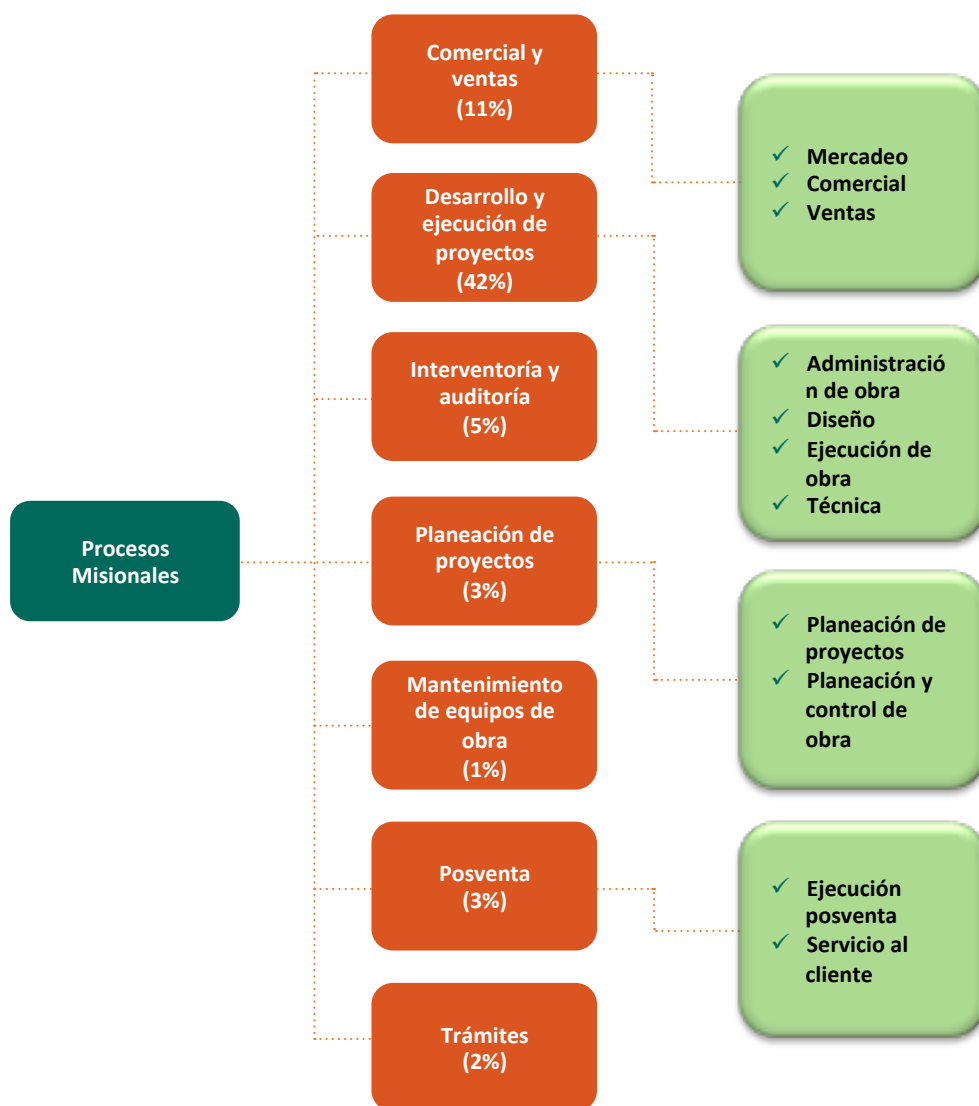 Comercial y
ventas
(11%)
Mercadeo
Comercial
Ventas
Desarrollo y
ejecución de
proyectos
(42%)
Administració
n de obra
Diseño
Ejecución de
obra
Técnica
Interventoría y
auditoría
(5%)
Procesos
Misionales
Planeación de
proyectos
(3%)
Planeación de
proyectos
Planeación y
control de
obra
Mantenimiento
de equipos de
obra
(1%)
Posventa
(3%)
Ejecución
posventa
Servicio al
cliente
Trámites
(2%)